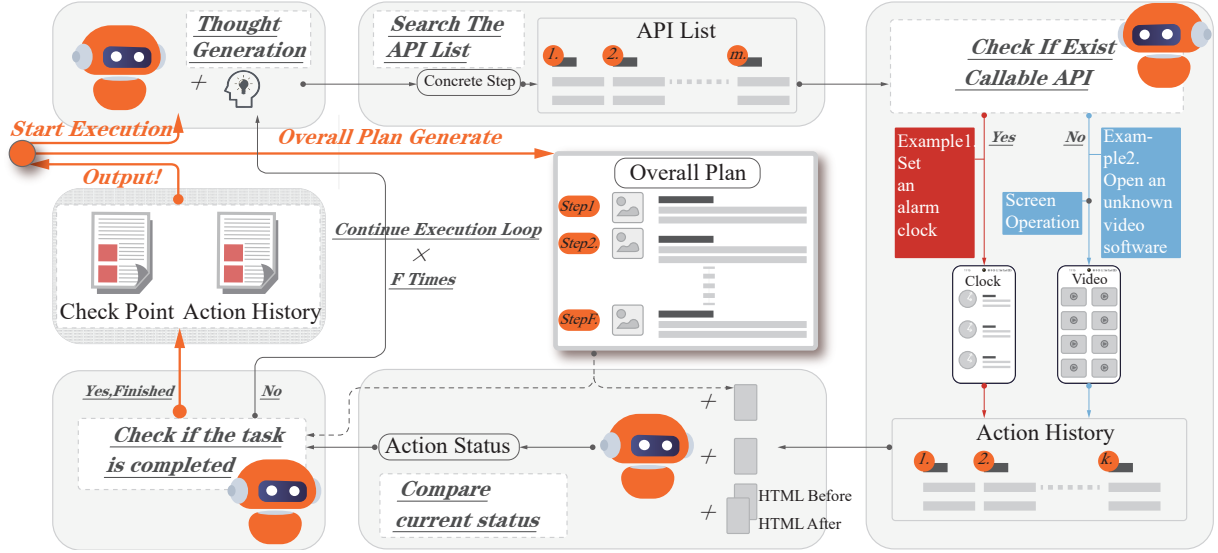 Thought
Generation
+
Start Execution
Output!
Search The
API List
Concrete Step
API List
1.
2.
m.
Check If Exist
Callable API
Yes
No
Example1.
Set
an
alarm
clock
Exam-
ple2.
Open an
unknown
video
software
Screen
Operation
Clock
Video
Overall Plan Generate
Overall Plan
Step1
Step2.
StepF.
Continue Execution Loop
×
F Times
Check Point
Action History
Yes,Finished
No
Check if the task
is completed
Action Status
Compare
current status
+
+
+
HTML Before
HTML After
Action History
1.
2.
k.